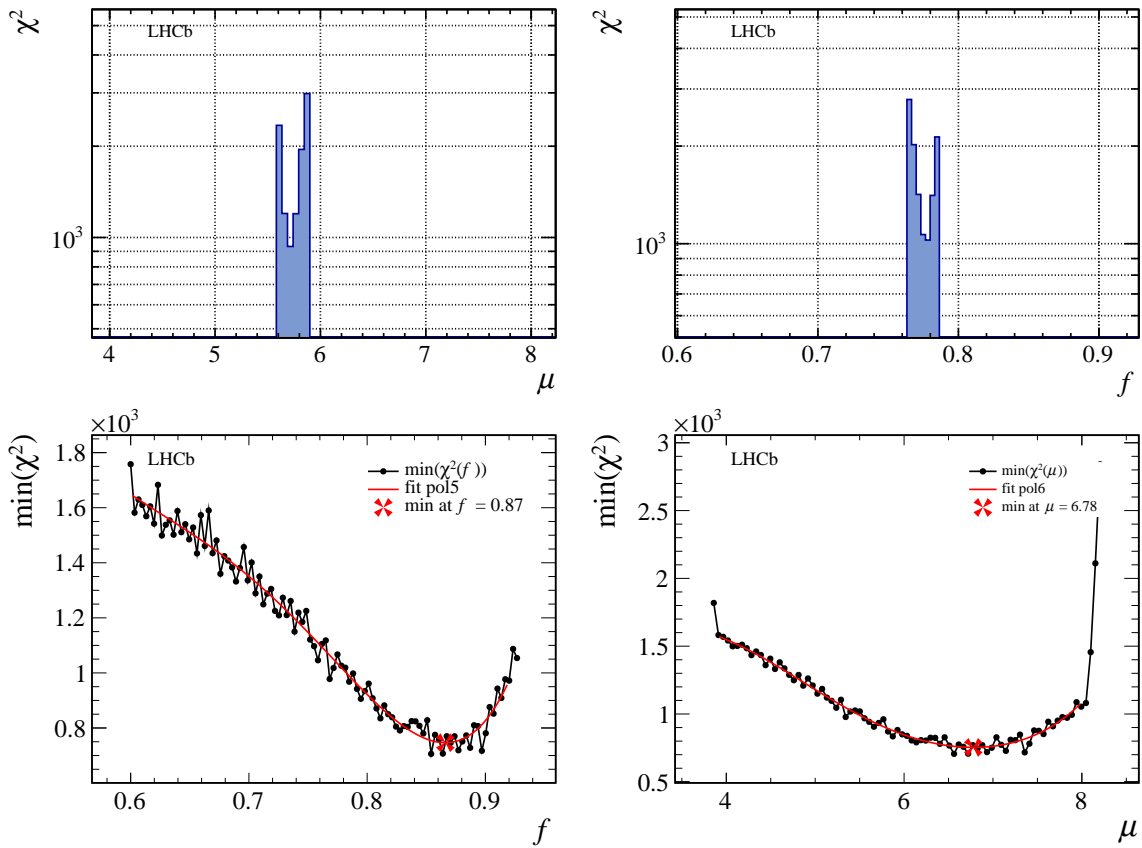 χ² LHCb
10³
4 5 6 7 8
μ
χ² LHCb
10³
0.6 0.7 0.8 0.9
f
×10³
min(χ²)
LHCb
min(χ²(f ))
fit pol5
min at f = 0.87
1.8
1.6
1.4
1.2
1
0.8
0.6 0.7 0.8 0.9
f
×10³
min(χ²)
LHCb
min(χ²(μ))
fit pol6
min at μ = 6.78
3
2.5
2
1.5
1
0.5
4 6 8
μ